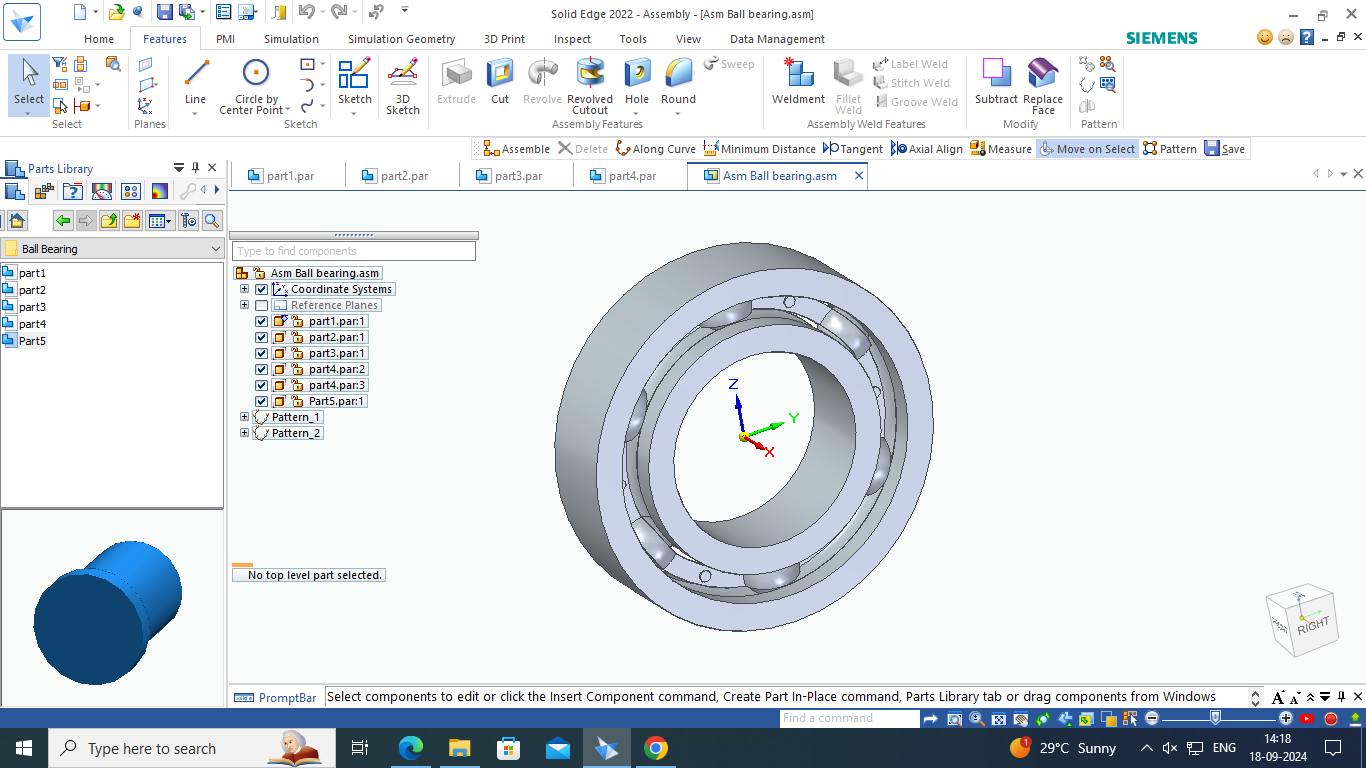 Solid Edge 2022 - Assembly - [Asm Ball bearing.asm]
Home Features PMI Simulation Simulation Geometry 3D Print Inspect Tools View Data Management
SIEMENS
Select
Line
Circle by Center Point
Sketch
3D Sketch
Extrude
Cut
Revolve
Revolved Cutout
Hole
Round
Sweep
Weldment
Fillet Weld
Label Weld
Stitch Weld
Groove Weld
Subtract
Replace Face
Select Planes Sketch Assembly Features Assembly Weld Features Modify Pattern
Assembly Delete Along Curve Minimum Distance Tangent Axial Align Measure Move on Select Pattern Save
Parts Library
part1.par part2.par part3.par part4.par Asm Ball bearing.asm
Ball Bearing
part1
part2
part3
part4
Part5
Type to find components
Asm Ball bearing.asm
Coordinate Systems
Reference Planes
part1.par:1
part2.par:1
part3.par:1
part4.par:2
part4.par:3
Part5.par:1
Pattern_1
Pattern_2
No top level part selected.
Z
Y
X
FRONT
RIGHT
PromptBar
Select components to edit or click the Insert Component command, Create Part In-Place command, Parts Library tab or drag components from Windows
Find a command
Type here to search
1
29°C Sunny
ENG
14:18
18-09-2024